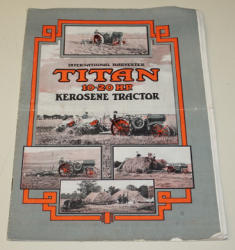 INTERNATIONAL HARVESTER
TITAN
10-20 HP
KEROSENE TRACTOR